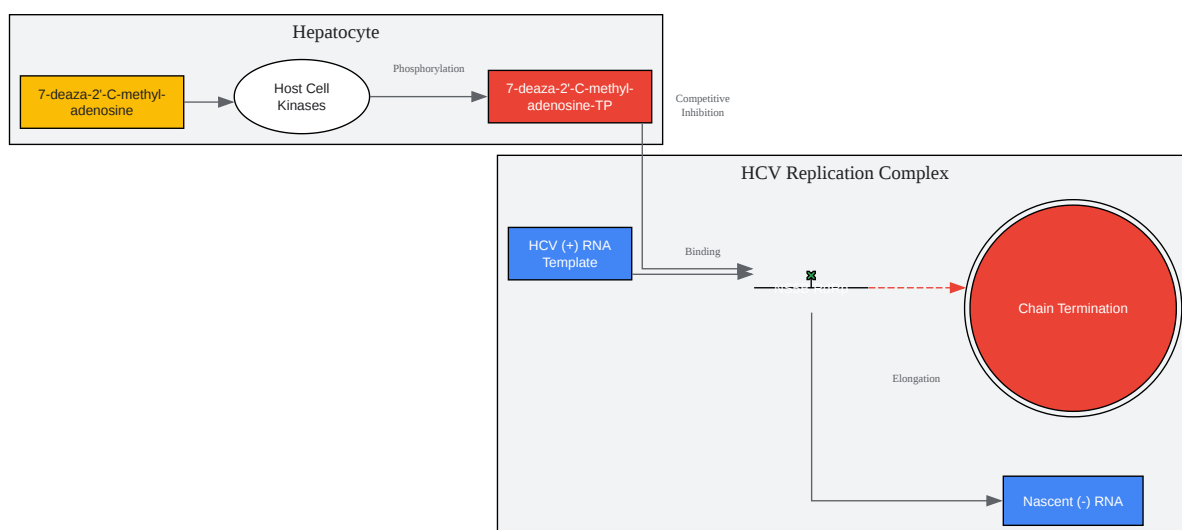 Hepatocyte
7-deaza-2'-C-methyl-
adenosine
Host Cell
Kinases
Phosphorylation
7-deaza-2'-C-methyl-
adenosine-TP
Competitive
Inhibition
HCV Replication Complex
HCV (+) RNA
Template
Binding
Chain Termination
Elongation
Nascent (-) RNA